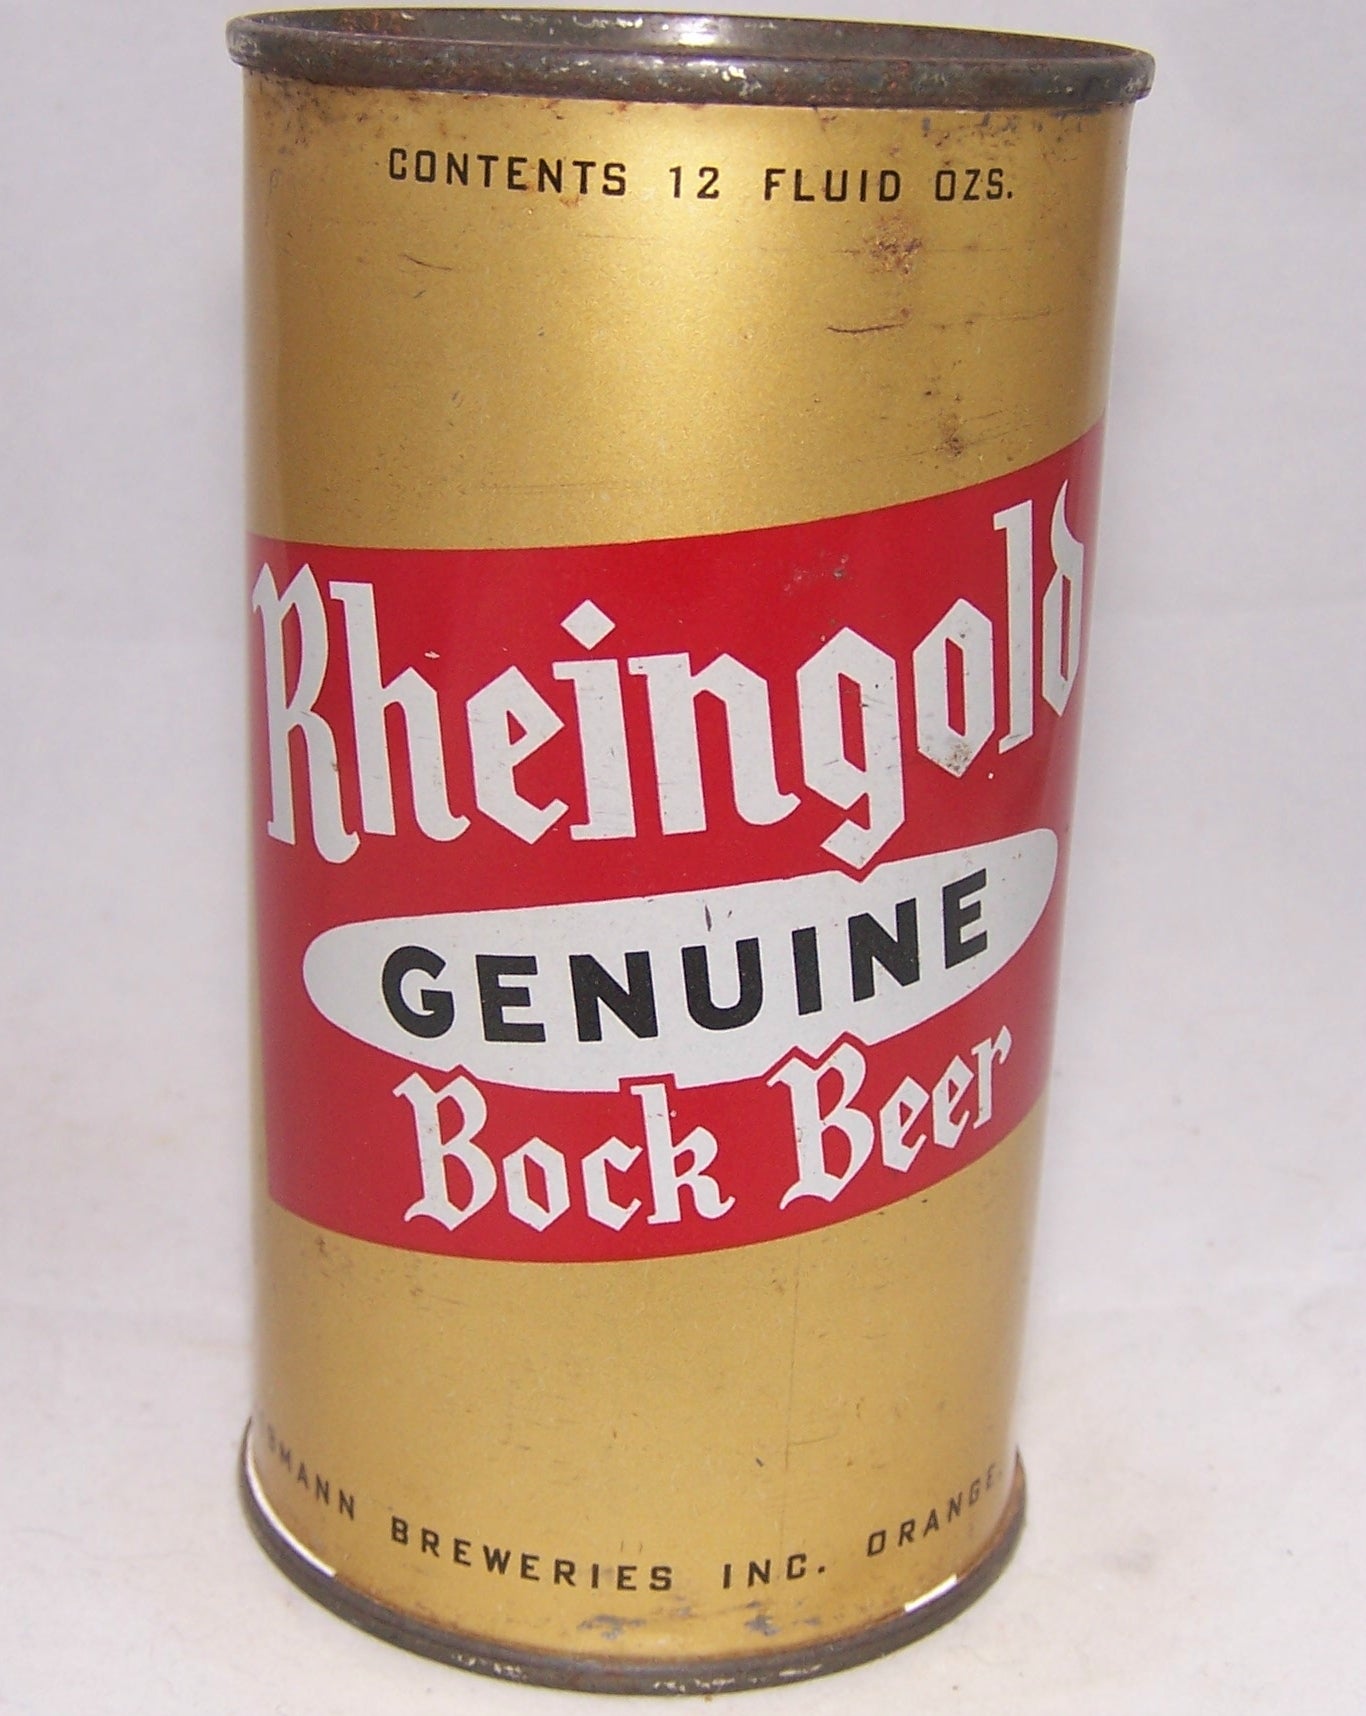 CONTENTS 12 FLUID OZS.
Rheingold
GENUINE
Bock Beer
BREWERIES INC. ORANGE,